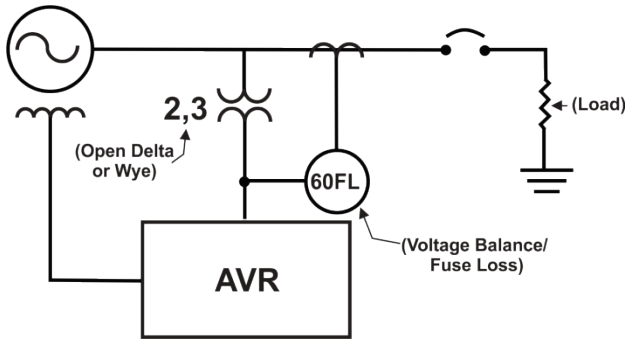 2,3
(Open Delta
or Wye)
(Load)
60FL
(Voltage Balance/
Fuse Loss)
AVR